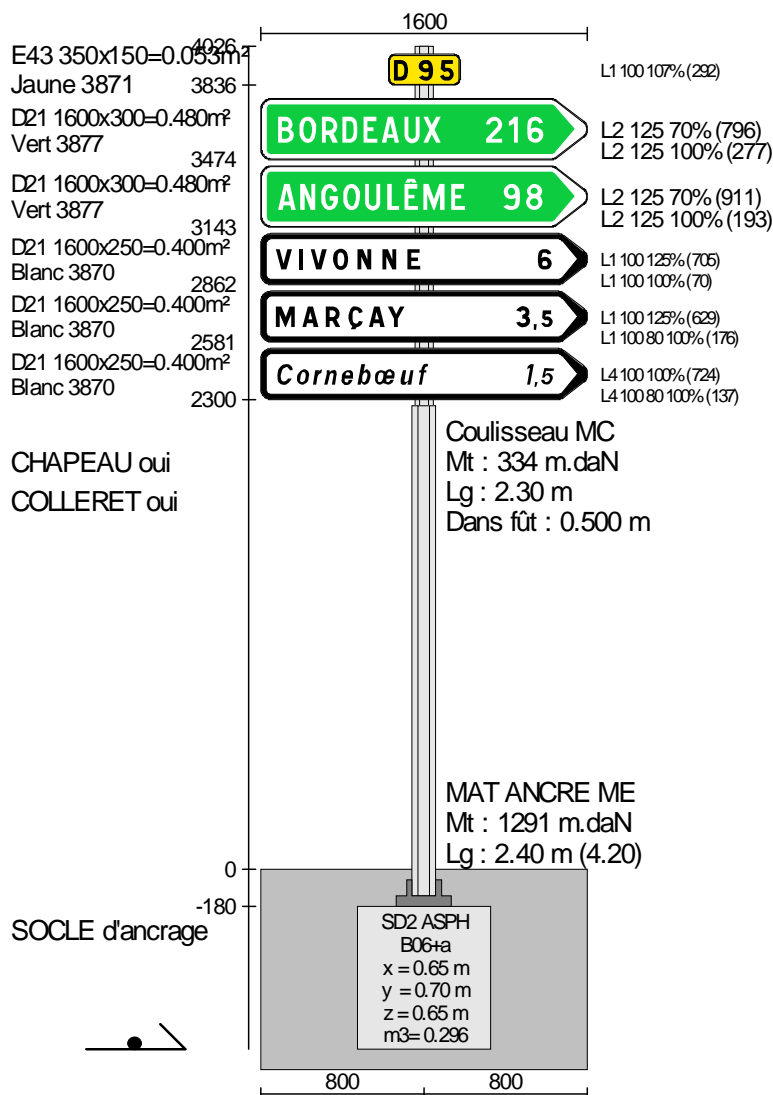 1600
4026
E43 350x150=0.053m²
Jaune 3871
3836
D 95
L1 100 107% (292)
D21 1600x300=0.480m²
Vert 3877
BORDEAUX 216
L2 125 70% (796)
L2 125 100% (277)
3474
D21 1600x300=0.480m²
Vert 3877
ANGOULÊME 98
L2 125 70% (911)
L2 125 100% (193)
3143
D21 1600x250=0.400m²
Blanc 3870
VIVONNE 6
L1 100 125% (705)
L1 100 100% (70)
2862
D21 1600x250=0.400m²
Blanc 3870
MARÇAY 3,5
L1 100 125% (629)
L1 100 80 100% (176)
2581
D21 1600x250=0.400m²
Blanc 3870
Cornebœuf 1,5
L4 100 100% (724)
L4 100 80 100% (137)
2300
CHAPEAU oui
COLLERET oui
Coulisseau MC
Mt : 334 m.daN
Lg : 2.30 m
Dans fût : 0.500 m
MAT ANCRE ME
Mt : 1291 m.daN
Lg : 2.40 m (4.20)
0
-180
SOCLE d'ancrage
SD2 ASPH
B06+a
x = 0.65 m
y = 0.70 m
z = 0.65 m
m3= 0.296
800 800